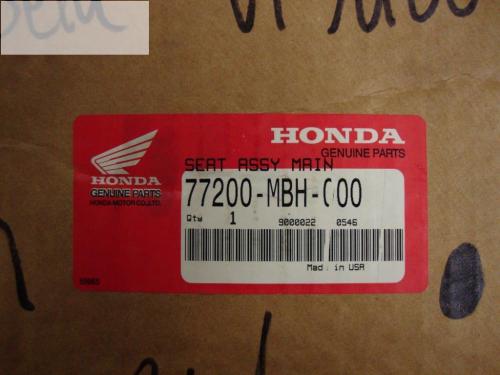 HONDA
GENUINE PARTS
HONDA
GENUINE PARTS
HONDA MOTOR CO.,LTD.
SEAT ASSY MAIN
77200-MBH-000
Qty 1 9000022 0546
Made in USA